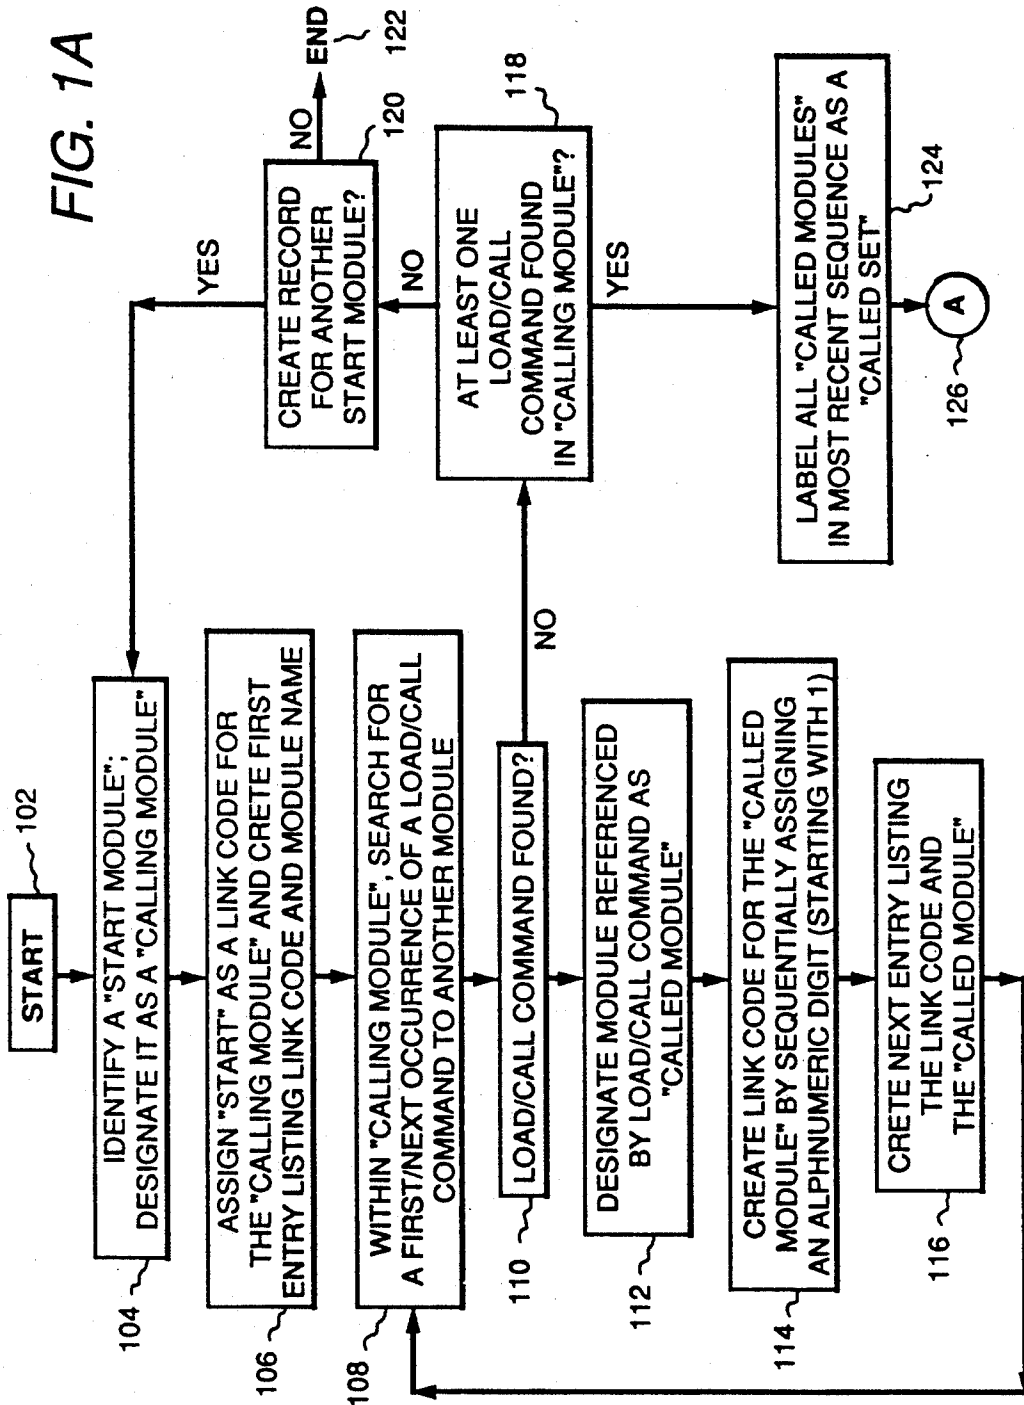 FIG. 1A
START
102
IDENTIFY A "START MODULE";
DESIGNATE IT AS A "CALLING MODULE"
104
ASSIGN "START" AS A LINK CODE FOR
THE "CALLING MODULE" AND CRETE FIRST
ENTRY LISTING LINK CODE AND MODULE NAME
106
WITHIN "CALLING MODULE", SEARCH FOR
A FIRST/NEXT OCCURRENCE OF A LOAD/CALL
COMMAND TO ANOTHER MODULE
108
LOAD/CALL COMMAND FOUND?
110
NO
DESIGNATE MODULE REFERENCED
BY LOAD/CALL COMMAND AS
"CALLED MODULE"
112
CREATE LINK CODE FOR THE "CALLED
MODULE" BY SEQUENTIALLY ASSIGNING
AN ALPHNUMERIC DIGIT (STARTING WITH 1)
114
CRETE NEXT ENTRY LISTING
THE LINK CODE AND
THE "CALLED MODULE"
116
YES
CREATE RECORD
FOR ANOTHER
START MODULE?
120
NO
END
122
NO
AT LEAST ONE
LOAD/CALL
COMMAND FOUND
IN "CALLING MODULE"?
118
YES
LABEL ALL "CALLED MODULES"
IN MOST RECENT SEQUENCE AS A
"CALLED SET"
124
A
126